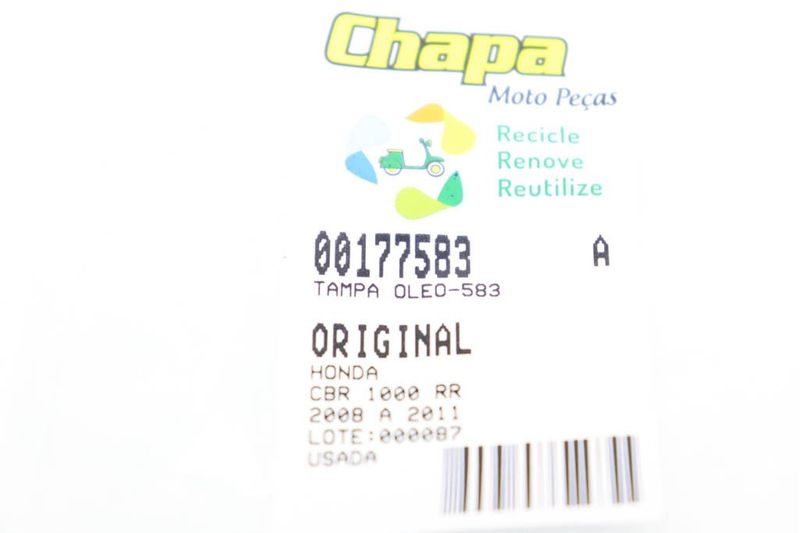 Chapa
Moto Peças
Recicle
Renove
Reutilize
00177583 A
TAMPA OLEO-583
ORIGINAL
HONDA
CBR 1000 RR
2008 A 2011
LOTE:000087
USADA